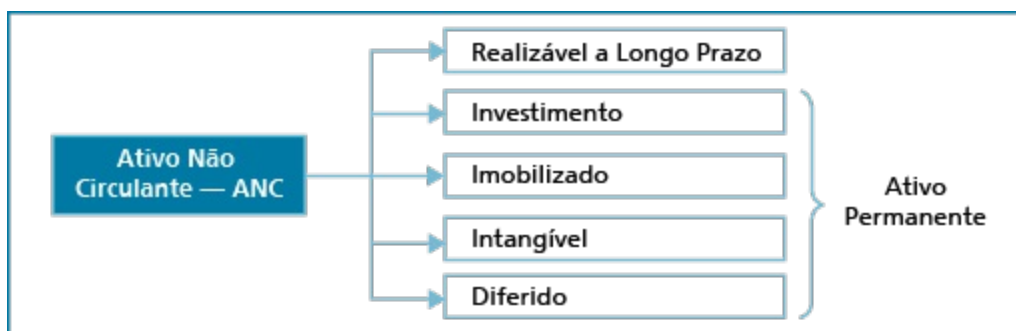 Ativo Não
Circulante — ANC
Realizável a Longo Prazo
Investimento
Imobilizado
Intangível
Diferido
Ativo
Permanente